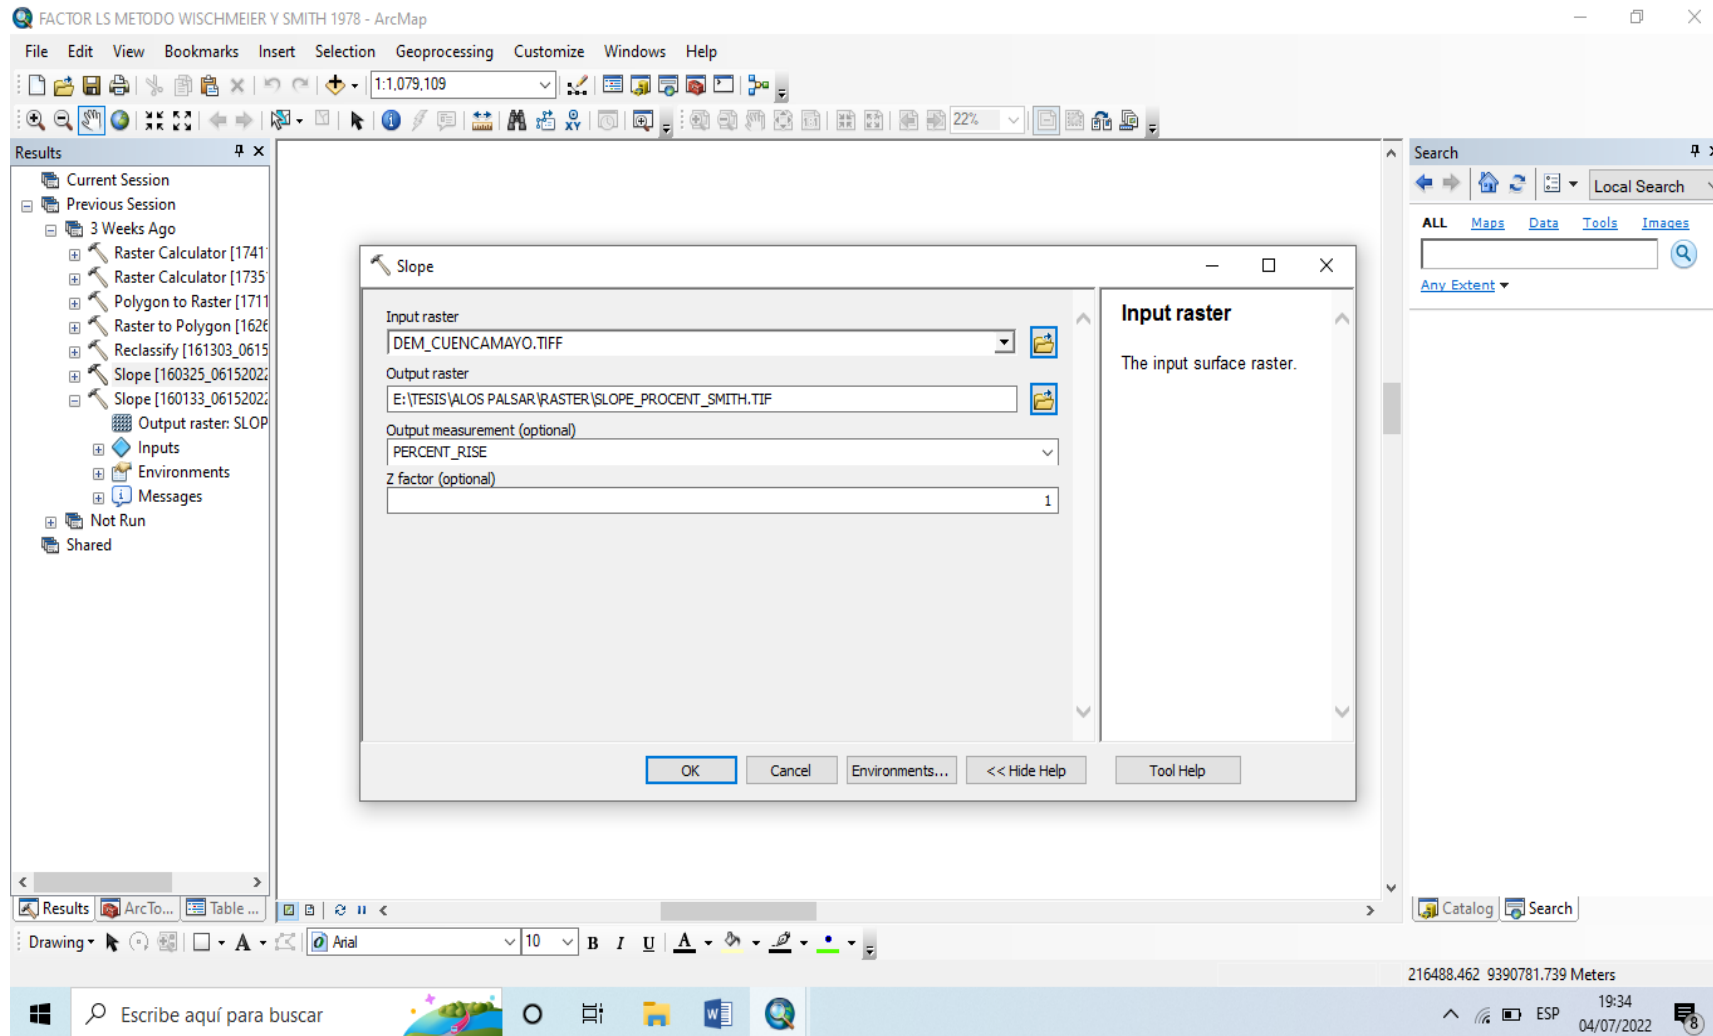 FACTOR LS METODO WISCHMEIER Y SMITH 1978 - ArcMap
File Edit View Bookmarks Insert Selection Geoprocessing Customize Windows Help
1:1,079,109
22%
Results
Current Session
Previous Session
3 Weeks Ago
Raster Calculator [1741
Raster Calculator [1735
Polygon to Raster [1711
Raster to Polygon [1626
Reclassify [161303_0615
Slope [160325_06152022
Slope [160133_06152022
Output raster: SLOP
Inputs
Environments
Messages
Not Run
Shared
Results ArcTo... Table ...
Slope
Input raster
DEM_CUENCAMAYO.TIFF
Output raster
E:\TESIS\ALOS PALSAR\RASTER\SLOPE_PROCENT_SMITH.TIF
Output measurement (optional)
PERCENT_RISE
Z factor (optional)
1
OK Cancel Environments... << Hide Help Tool Help
Input raster
The input surface raster.
Search
Local Search
ALL Maps Data Tools Images
Any Extent
Catalog Search
Drawing A Arial 10 B I U A
216488.462 9390781.739 Meters
Escribe aquí para buscar
ESP
19:34
04/07/2022
8